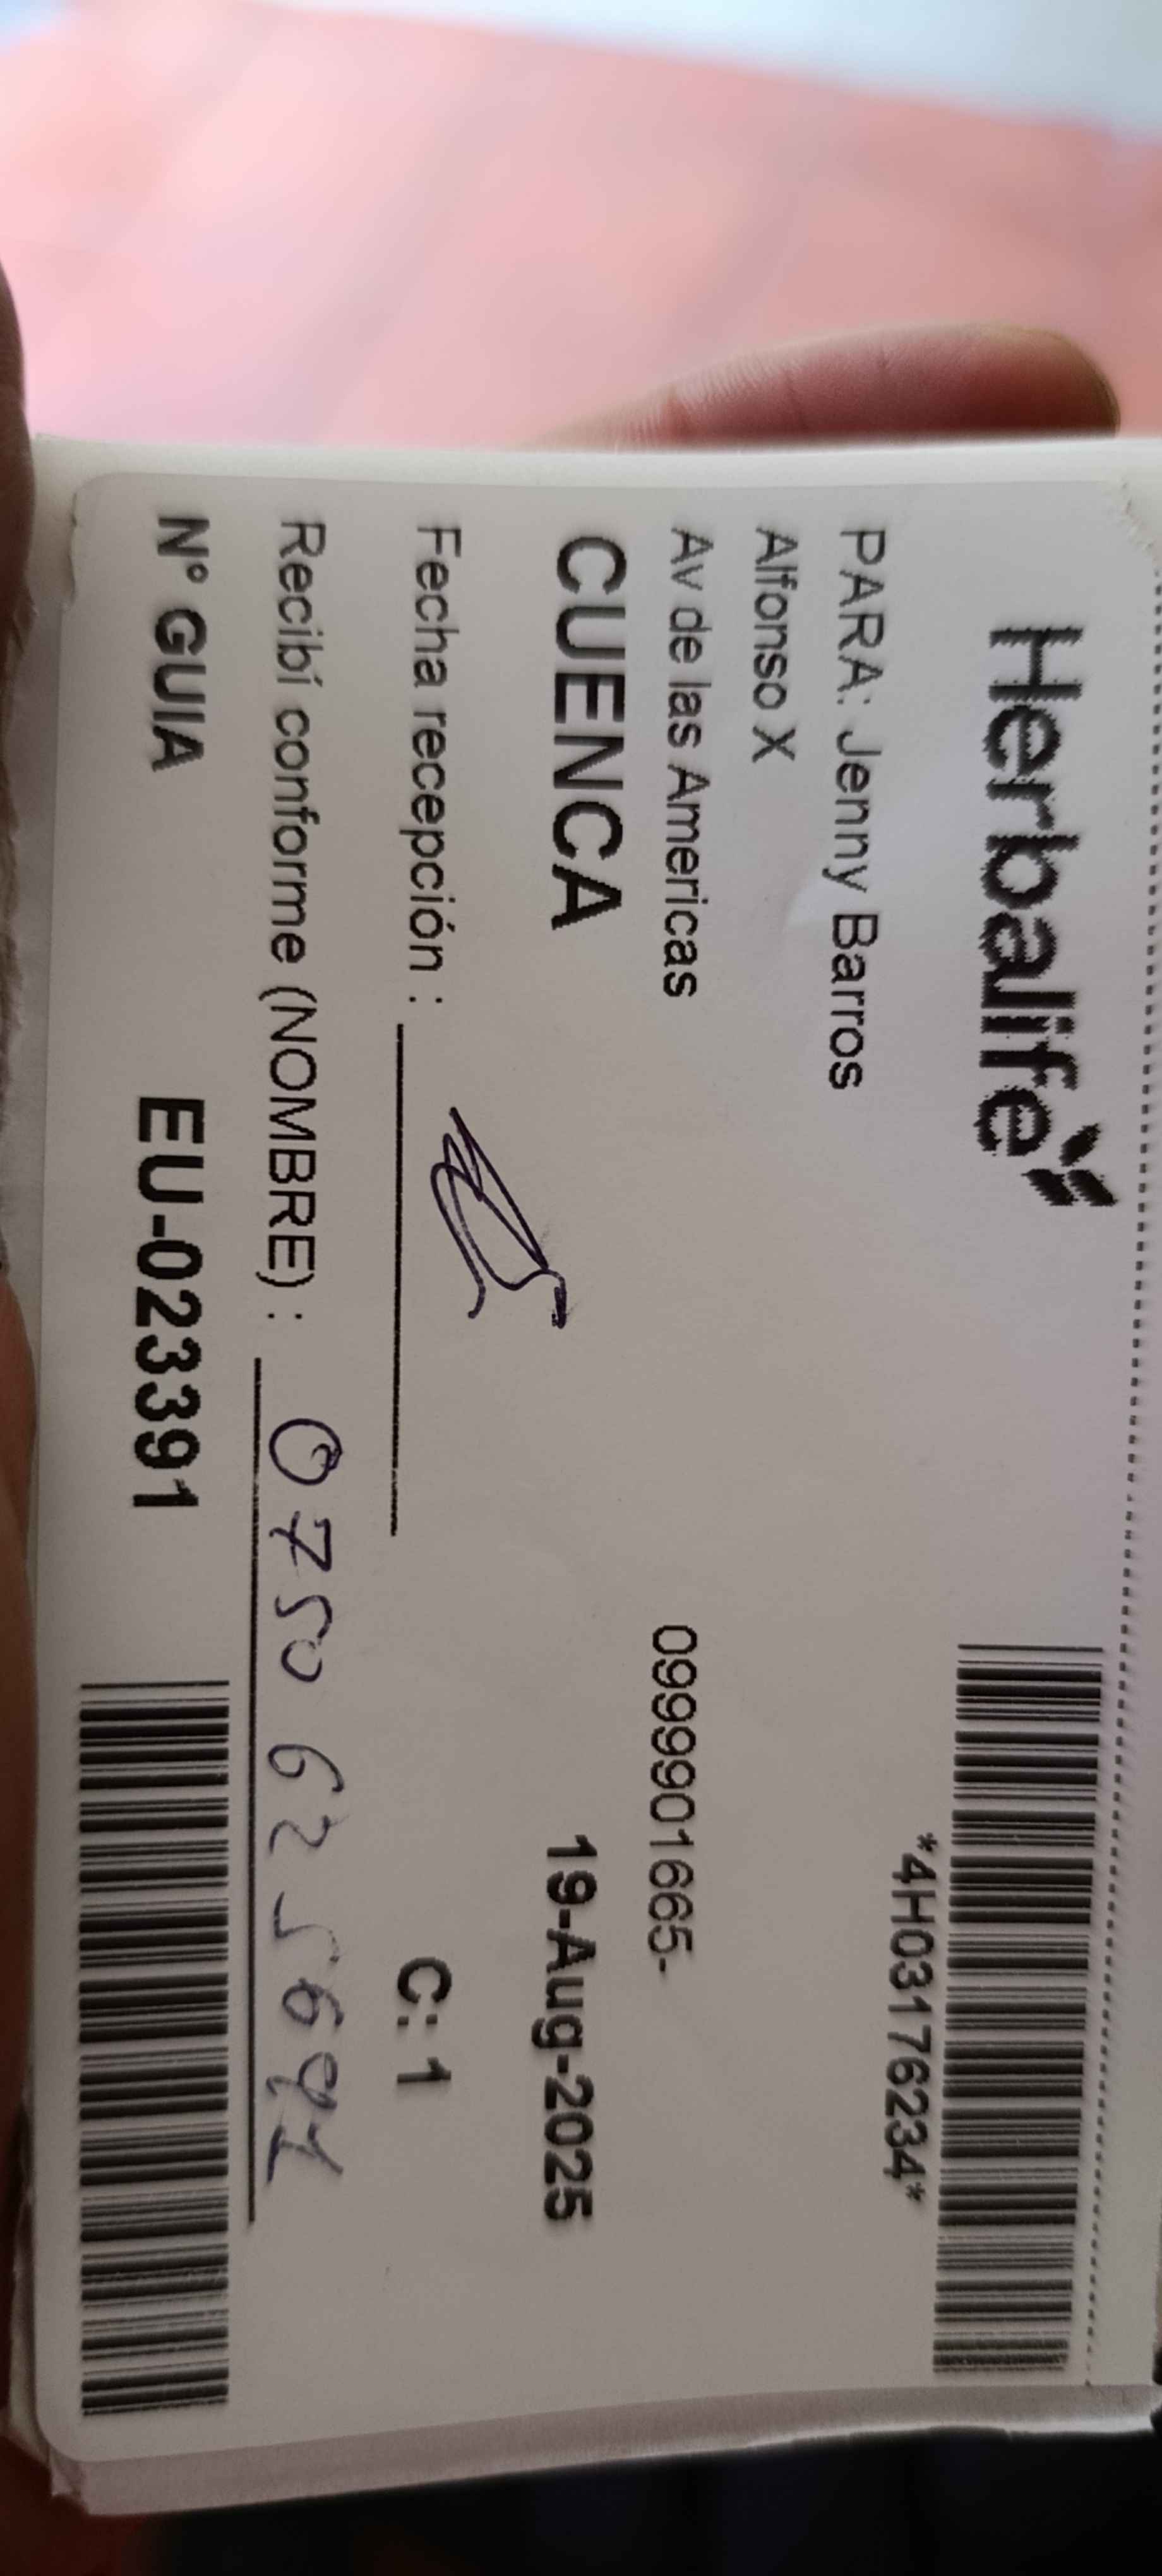 Herbalife
*4H03176234*
PARA: Jenny Barros
Alfonso X
Av de las Americas
0999901665-
CUENCA
19-Aug-2025
Fecha recepción :
C: 1
Recibí conforme (NOMBRE) :
N° GUIA
EU-023391